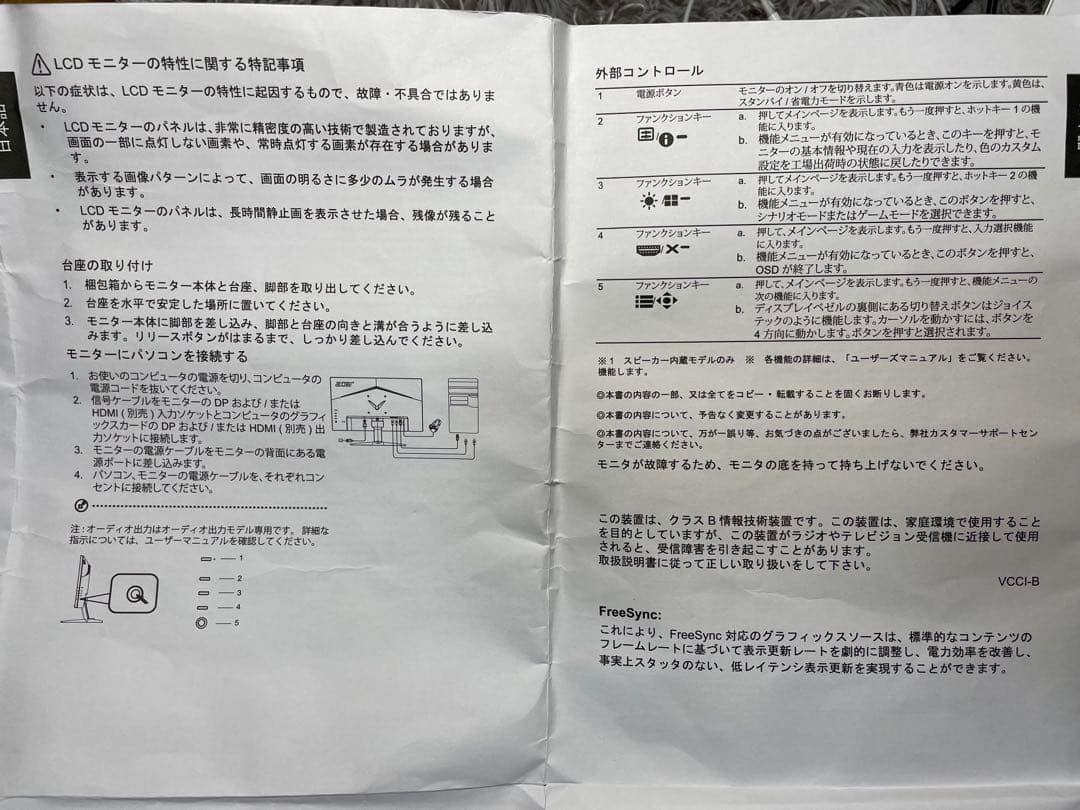 日本語
LCD モニターの特性に関する特記事項
以下の症状は、LCD モニターの特性に起因するもので、故障・不具合ではありま
せん。
• LCD モニターのパネルは、非常に精密度の高い技術で製造されておりますが、
画面の一部に点灯しない画素や、常時点灯する画素が存在する場合がありま
す。
• 表示する画像パターンによって、画面の明るさに多少のムラが発生する場合
があります。
• LCD モニターのパネルは、長時間静止画を表示させた場合、残像が残ること
があります。
台座の取り付け
1. 梱包箱からモニター本体と台座、脚部を取り出してください。
2. 台座を水平で安定した場所に置いてください。
3. モニター本体に脚部を差し込み、脚部と台座の向きと溝が合うように差し込
みます。リリースボタンがはまるまで、しっかり差し込んでください。
モニターにパソコンを接続する
1. お使いのコンピュータの電源を切り、コンピュータの
電源コードを抜いてください。
2. 信号ケーブルをモニターの DP および / または
HDMI ( 別売 ) 入力ソケットとコンピュータのグラフィ
ックスカードの DP および / または HDMI ( 別売 ) 出
力ソケットに接続します。
3. モニターの電源ケーブルをモニターの背面にある電
源ポートに差し込みます。
4. パソコン、モニターの電源ケーブルを、それぞれコン
セントに接続してください。
acer
注 : オーディオ出力はオーディオ出力モデル専用です。 詳細な
指示については、ユーザーマニュアルを確認してください。
1
2
3
4
5
外部コントロール
1 電源ボタン モニターのオン / オフを切り替えます。青色は電源オンを示します。黄色は、
スタンバイ / 省電力モードを示します。
2 ファンクションキー a. 押してメインページを表示します。もう一度押すと、ホットキー 1 の機
能に入ります。
b. 機能メニューが有効になっているとき、このキーを押すと、モ
ニターの基本情報や現在の入力を表示したり、色のカスタム
設定を工場出荷時の状態に戻したりできます。
3 ファンクションキー a. 押してメインページを表示します。もう一度押すと、ホットキー 2 の機
能に入ります。
b. 機能メニューが有効になっているとき、このボタンを押すと、
シナリオモードまたはゲームモードを選択できます。
4 ファンクションキー a. 押して、メインページを表示します。もう一度押すと、入力選択機能
に入ります。
b. 機能メニューが有効になっているとき、このボタンを押すと、
OSD が終了します。
5 ファンクションキー a. 押して、メインページを表示します。もう一度押すと、機能メニューの
次の機能に入ります。
b. ディスプレイベゼルの裏側にある切り替えボタンはジョイス
テックのように機能します。カーソルを動かすには、ボタンを
4 方向に動かします。ボタンを押すと選択されます。
※1 スピーカー内蔵モデルのみ ※ 各機能の詳細は、「ユーザーズマニュアル」をご覧ください。
機能します。
◎本書の内容の一部、又は全てをコピー・転載することを固くお断りします。
◎本書の内容について、予告なく変更することがあります。
◎本書の内容について、万が一誤り等、お気づきの点がございましたら、弊社カスタマーサポートセン
ターまでご連絡ください。
モニタが故障するため、モニタの底を持って持ち上げないでください。
この装置は、クラス B 情報技術装置です。この装置は、家庭環境で使用すること
を目的としていますが、この装置がラジオやテレビジョン受信機に近接して使用
されると、受信障害を引き起こすことがあります。
取扱説明書に従って正しい取り扱いをして下さい。
VCCI-B
FreeSync:
これにより、FreeSync 対応のグラフィックスソースは、標準的なコンテンツの
フレームレートに基づいて表示更新レートを劇的に調整し、電力効率を改善し、
事実上スタッタのない、低レイテンシ表示更新を実現することができます。